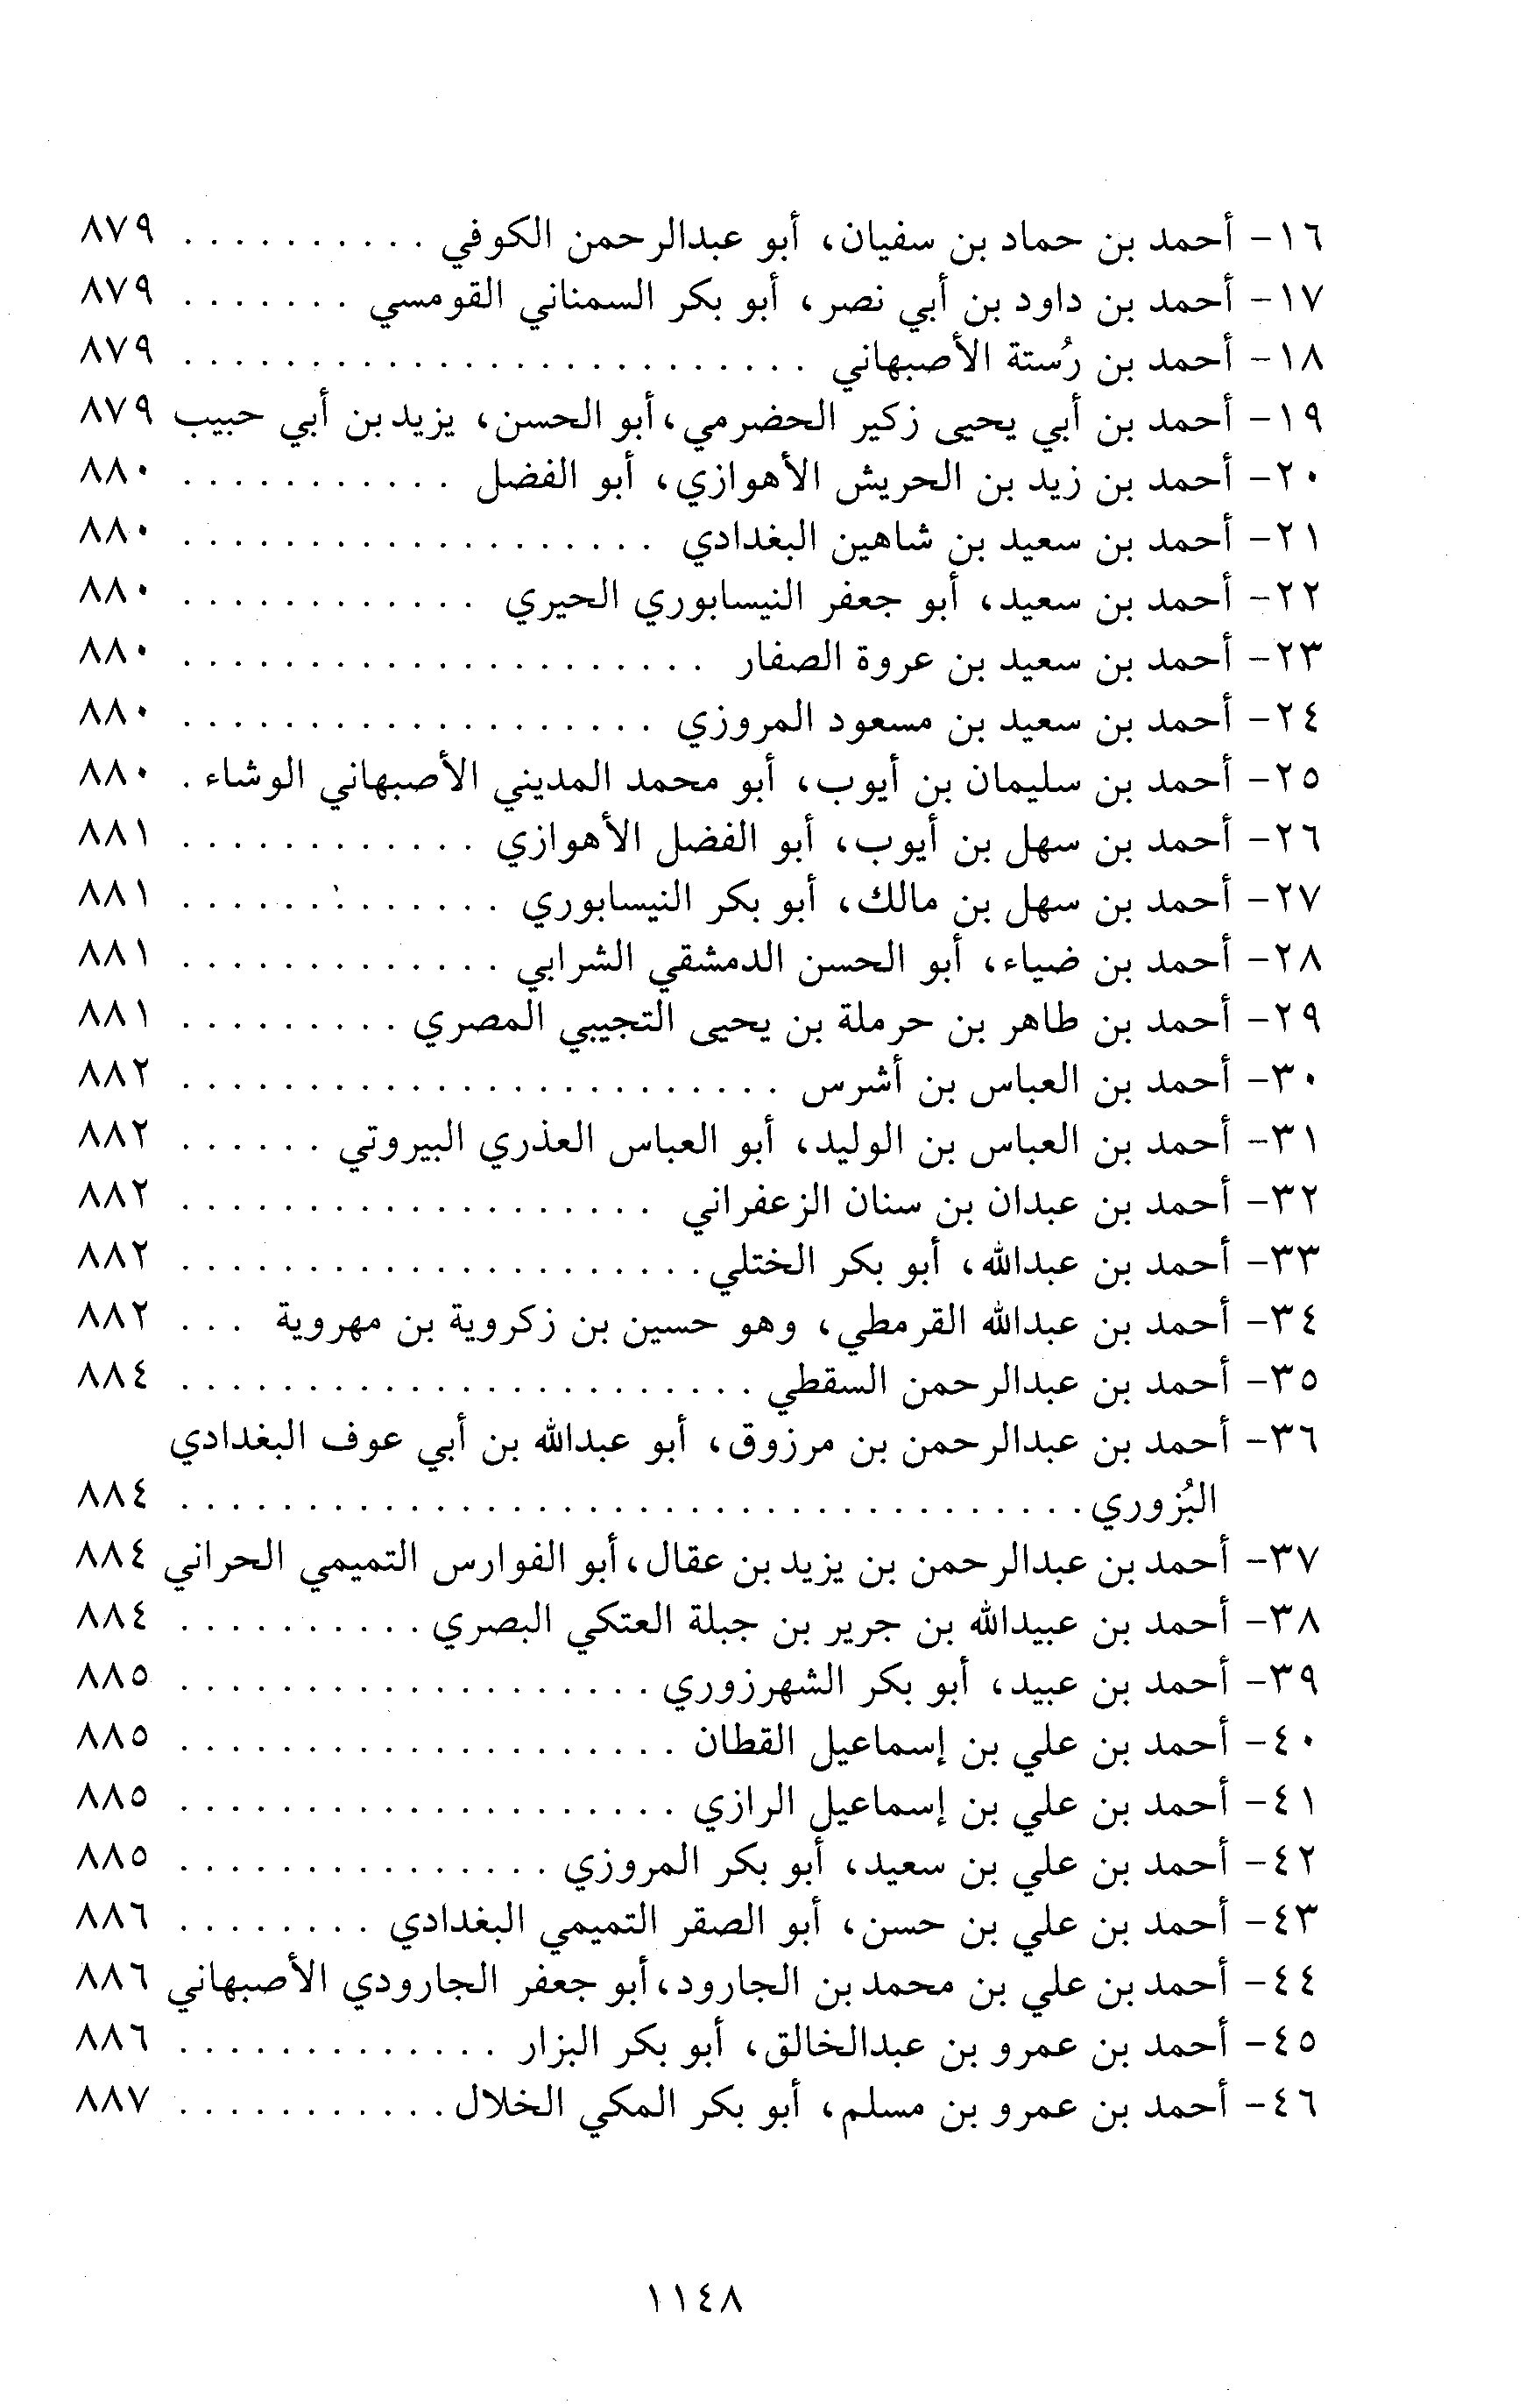 ١٦- أحمد بن حماد بن سفيان، أبو عبدالرحمن الكوفي . . . . . . . . . . ٨٧٩
١٧- أحمد بن داود بن أبي نصر، أبو بكر السمناني القومسي . . . . . . . ٨٧٩
١٨- أحمد بن رُستة الأصبهاني . . . . . . . . . . . . . . . . . . . . . . . . . ٨٧٩
١٩- أحمد بن أبي يحيى زكير الحضرمي، أبو الحسن، يزيد بن أبي حبيب ٨٧٩
٢٠- أحمد بن زيد بن الحريش الأهوازي، أبو الفضل . . . . . . . . . . . ٨٨٠
٢١- أحمد بن سعيد بن شاهين البغدادي . . . . . . . . . . . . . . . . . . . ٨٨٠
٢٢- أحمد بن سعيد، أبو جعفر النيسابوري الحيري . . . . . . . . . . . . ٨٨٠
٢٣- أحمد بن سعيد بن عروة الصفار . . . . . . . . . . . . . . . . . . . . . ٨٨٠
٢٤- أحمد بن سعيد بن مسعود المروزي . . . . . . . . . . . . . . . . . . . ٨٨٠
٢٥- أحمد بن سليمان بن أيوب، أبو محمد المديني الأصبهاني الوشاء . ٨٨٠
٢٦- أحمد بن سهل بن أيوب، أبو الفضل الأهوازي . . . . . . . . . . . . ٨٨١
٢٧- أحمد بن سهل بن مالك، أبو بكر النيسابوري . . . . . . . . . . . . . ٨٨١
٢٨- أحمد بن ضياء، أبو الحسن الدمشقي الشرابي . . . . . . . . . . . . . ٨٨١
٢٩- أحمد بن طاهر بن حرملة بن يحيى التجيبي المصري . . . . . . . . . ٨٨١
٣٠- أحمد بن العباس بن أشرس . . . . . . . . . . . . . . . . . . . . . . . . ٨٨٢
٣١- أحمد بن العباس بن الوليد، أبو العباس العذري البيروتي . . . . . . ٨٨٢
٣٢- أحمد بن عبدان بن سنان الزعفراني . . . . . . . . . . . . . . . . . . . ٨٨٢
٣٣- أحمد بن عبدالله، أبو بكر الختلي . . . . . . . . . . . . . . . . . . . . . ٨٨٢
٣٤- أحمد بن عبدالله القرمطي، وهو حسين بن زكروية بن مهروية . . . ٨٨٢
٣٥- أحمد بن عبدالرحمن السقطي . . . . . . . . . . . . . . . . . . . . . . . ٨٨٤
٣٦- أحمد بن عبدالرحمن بن مرزوق، أبو عبدالله بن أبي عوف البغدادي
البُزوري . . . . . . . . . . . . . . . . . . . . . . . . . . . . . . . . . . . . ٨٨٤
٣٧- أحمد بن عبدالرحمن بن يزيد بن عقال، أبو الفوارس التميمي الحراني ٨٨٤
٣٨- أحمد بن عبيدالله بن جرير بن جبلة العتكي البصري . . . . . . . . . . ٨٨٤
٣٩- أحمد بن عبيد، أبو بكر الشهرزوري . . . . . . . . . . . . . . . . . . . ٨٨٥
٤٠- أحمد بن علي بن إسماعيل القطان . . . . . . . . . . . . . . . . . . . . ٨٨٥
٤١- أحمد بن علي بن إسماعيل الرازي . . . . . . . . . . . . . . . . . . . . ٨٨٥
٤٢- أحمد بن علي بن سعيد، أبو بكر المروزي . . . . . . . . . . . . . . . ٨٨٥
٤٣- أحمد بن علي بن حسن، أبو الصقر التميمي البغدادي . . . . . . . . ٨٨٦
٤٤- أحمد بن علي بن محمد بن الجارود، أبو جعفر الجارودي الأصبهاني ٨٨٦
٤٥- أحمد بن عمرو بن عبدالخالق، أبو بكر البزار . . . . . . . . . . . . . ٨٨٦
٤٦- أحمد بن عمرو بن مسلم، أبو بكر المكي الخلال . . . . . . . . . . . ٨٨٧
١١٤٨